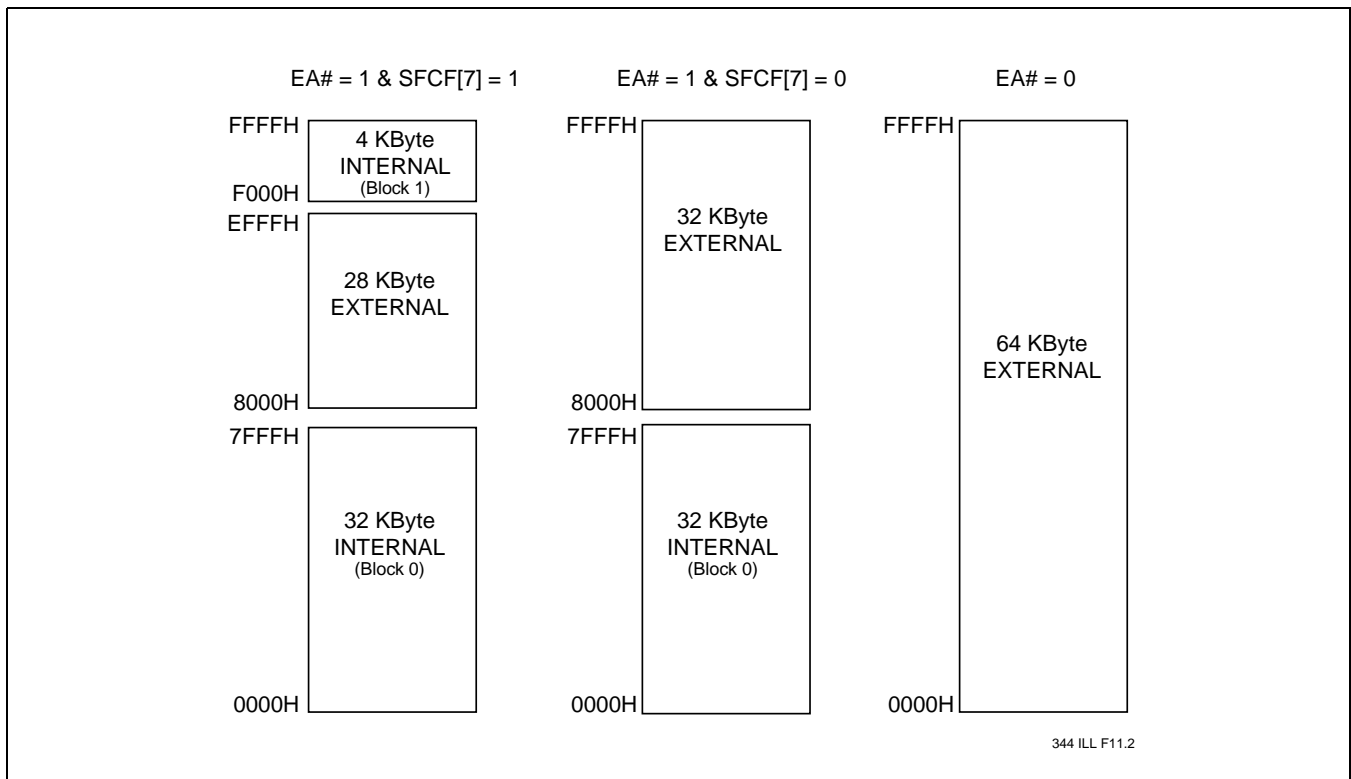 EA# = 1 & SFCF[7] = 1
FFFFH
4 KByte
INTERNAL
(Block 1)
F000H
EFFFH
28 KByte
EXTERNAL
8000H
7FFFH
32 KByte
INTERNAL
(Block 0)
0000H
EA# = 1 & SFCF[7] = 0
FFFFH
32 KByte
EXTERNAL
8000H
7FFFH
32 KByte
INTERNAL
(Block 0)
0000H
EA# = 0
FFFFH
64 KByte
EXTERNAL
0000H
344 ILL F11.2